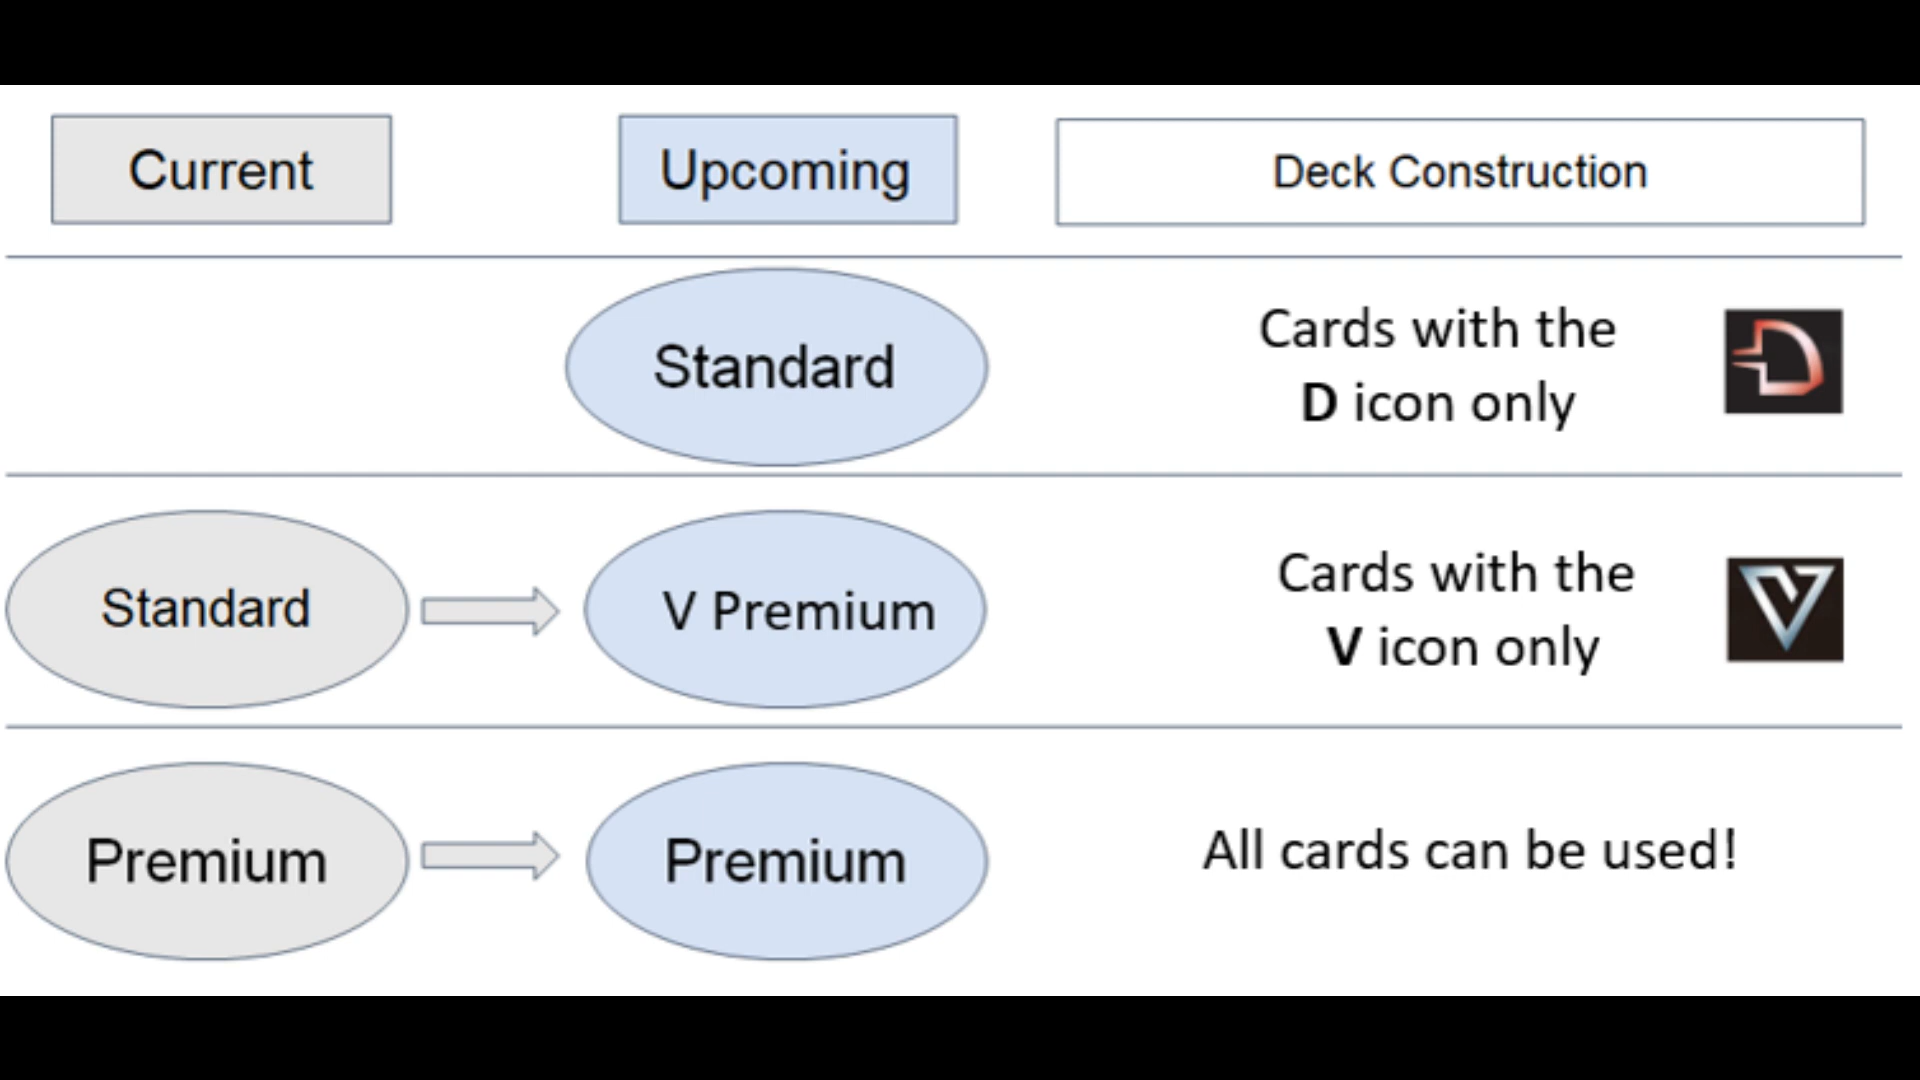 Current
Upcoming
Deck Construction
Standard
Cards with the
D icon only
D
Standard
V Premium
Cards with the
V icon only
V
Premium
Premium
All cards can be used!